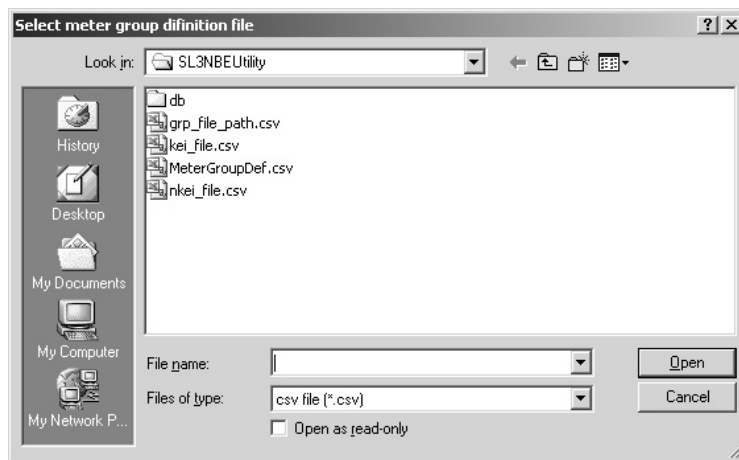 Select meter group difinition file
Look in:
SL3NBEUtility
History
Desktop
My Documents
My Computer
My Network P...
db
grp_file_path.csv
kei_file.csv
MeterGroupDef.csv
nkei_file.csv
File name:
Open
Files of type:
csv file (*.csv)
Cancel
Open as read-only